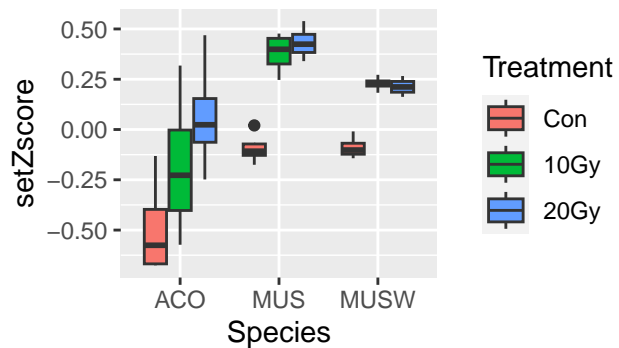 0.50
0.25
0.00
−0.25
−0.50
setZscore
ACO MUS MUSW
Species
Treatment
Con
10Gy
20Gy